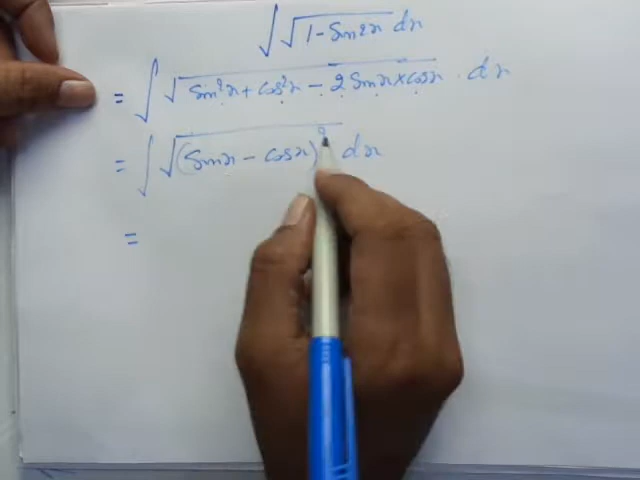 ∫ √(1 - sin2x) dx
= ∫ √(sin²x + cos²x - 2 sinx × cosx) . dx
= ∫ √((sinx - cosx)²) dx
=